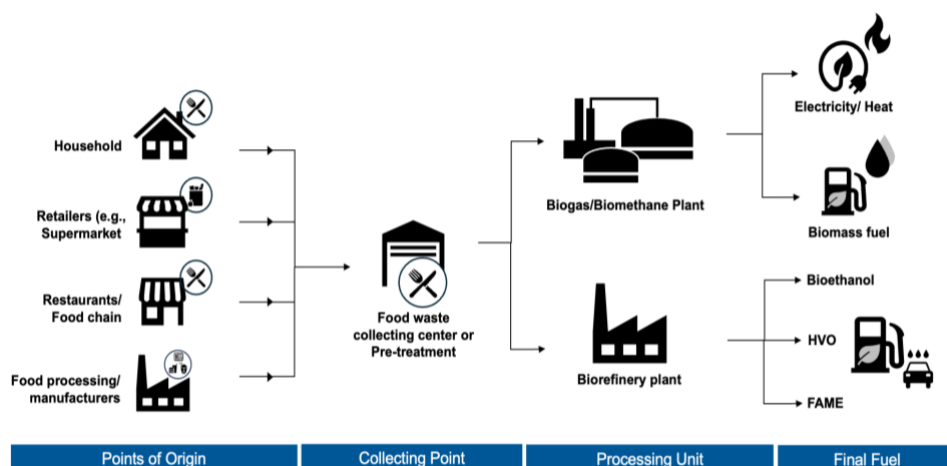 Household
Retailers (e.g.,
Supermarket
Restaurants/
Food chain
Food processing/
manufacturers
Food waste
collecting center or
Pre-treatment
Biogas/Biomethane Plant
Biorefinery plant
Electricity/ Heat
Biomass fuel
Bioethanol
HVO
FAME
Points of Origin
Collecting Point
Processing Unit
Final Fuel